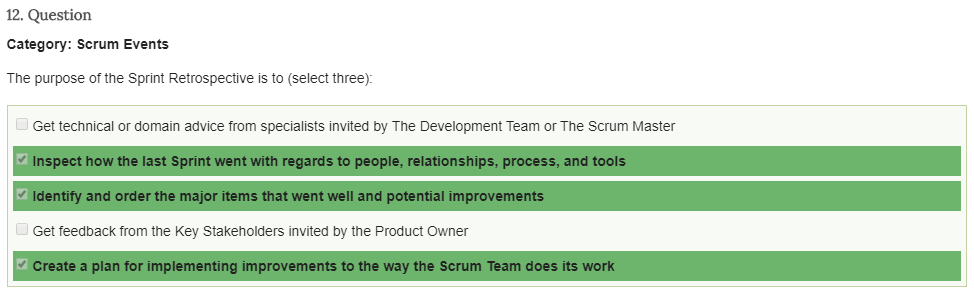 12. Question
Category: Scrum Events
The purpose of the Sprint Retrospective is to (select three):
Get technical or domain advice from specialists invited by The Development Team or The Scrum Master
Inspect how the last Sprint went with regards to people, relationships, process, and tools
Identify and order the major items that went well and potential improvements
Get feedback from the Key Stakeholders invited by the Product Owner
Create a plan for implementing improvements to the way the Scrum Team does its work